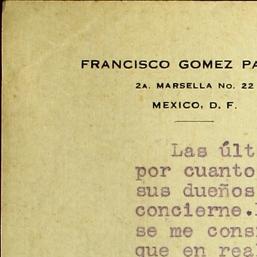 FRANCISCO GOMEZ PA
2A. MARSELLA No. 22
MEXICO, D. F.
Las últ
por cuanto
sus dueños
concierne.
se me cons
que en real